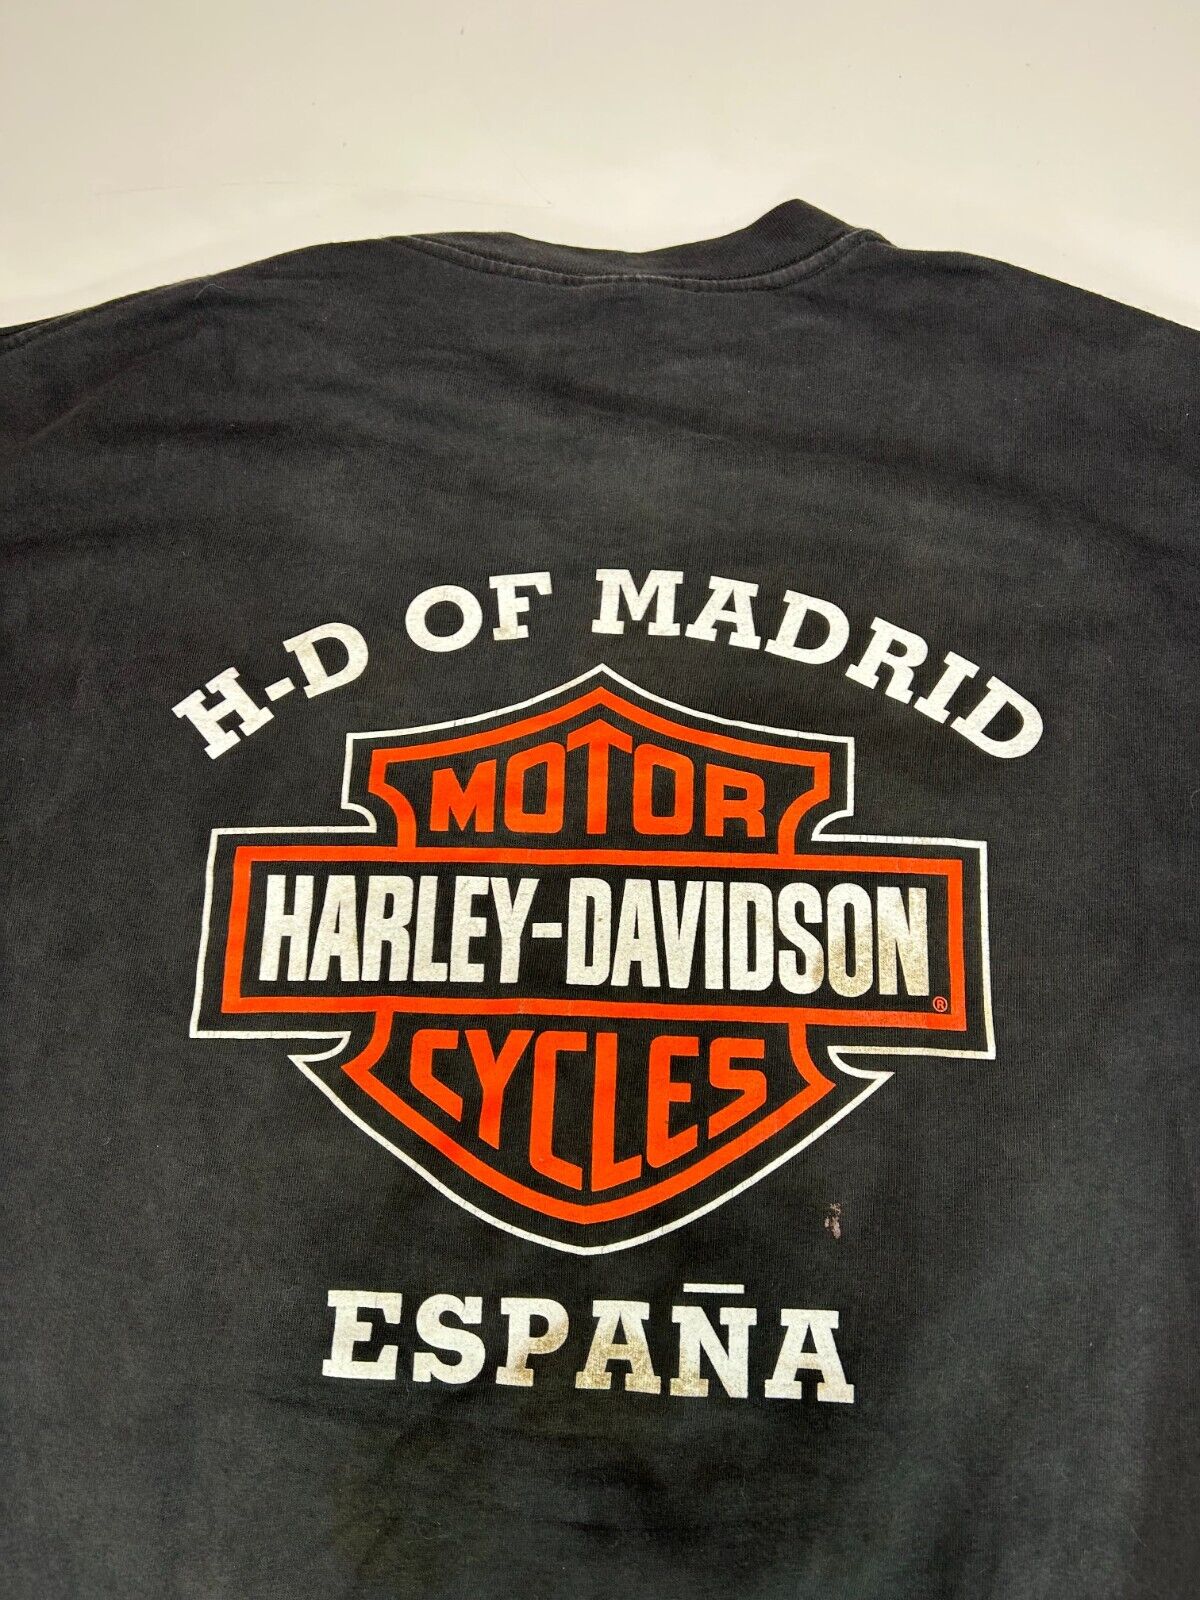 H-D OF MADRID
MOTOR
HARLEY-DAVIDSON®
CYCLES
ESPAÑA